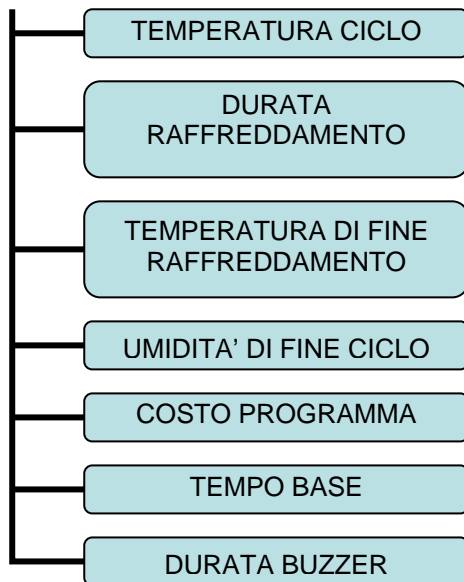 TEMPERATURA CICLO
DURATA
RAFFREDDAMENTO
TEMPERATURA DI FINE
RAFFREDDAMENTO
UMIDITA’ DI FINE CICLO
COSTO PROGRAMMA
TEMPO BASE
DURATA BUZZER